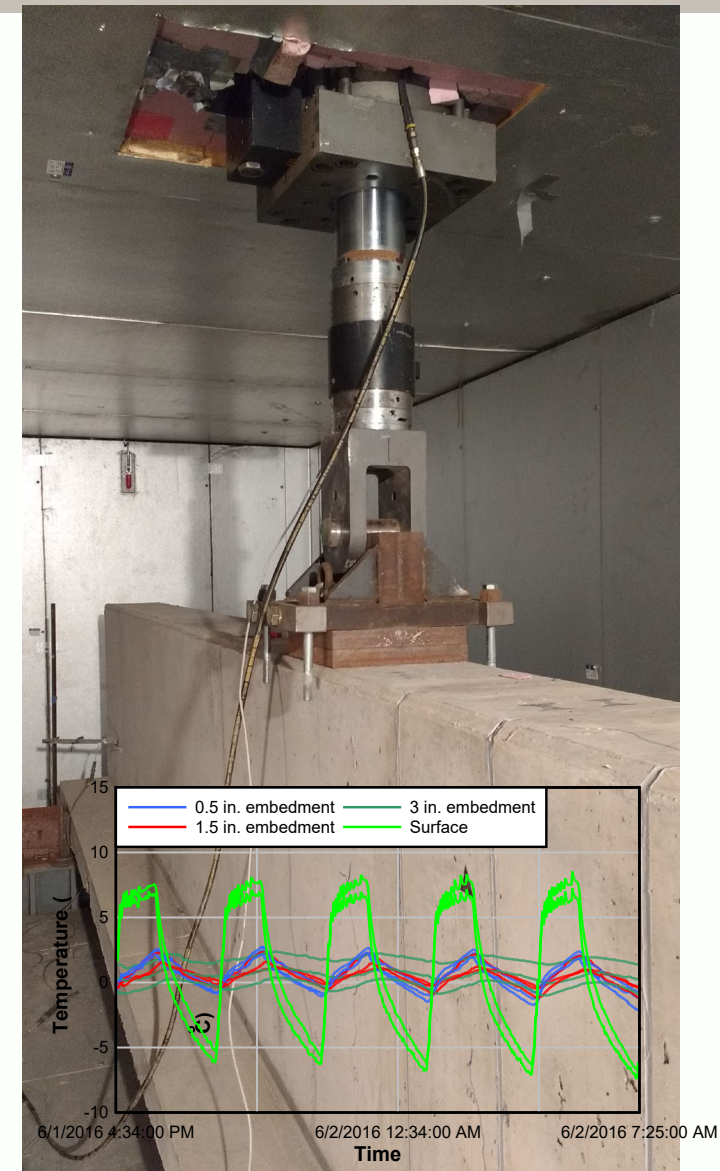 15
0.5 in. embedment
3 in. embedment
1.5 in. embedment
Surface
10
5
0
-5
-10
Temperature (
°C)
6/1/2016 4:34:00 PM
6/2/2016 12:34:00 AM
6/2/2016 7:25:00 AM
Time